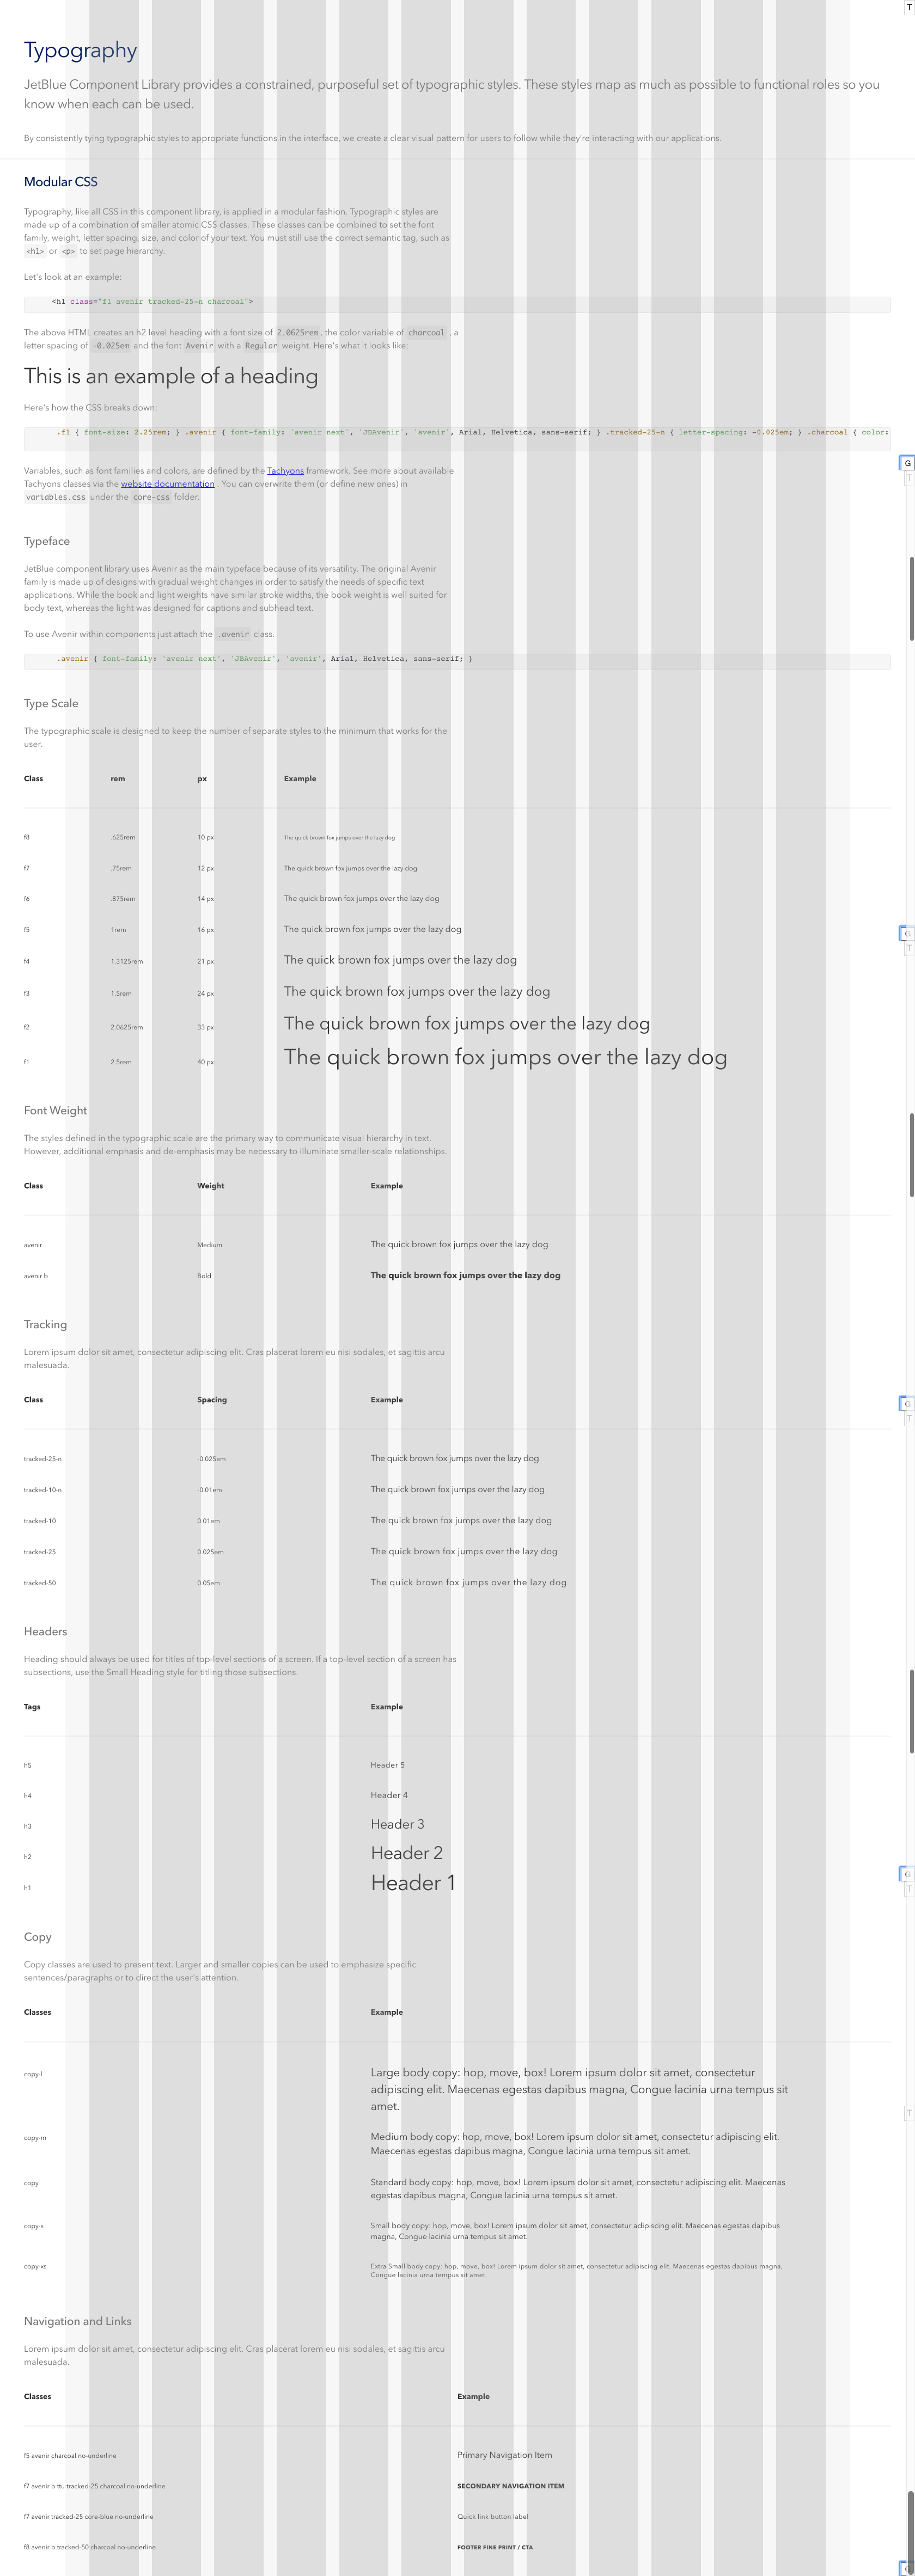 T
Typography
JetBlue Component Library provides a constrained, purposeful set of typographic styles. These styles map as much as possible to functional roles so you
know when each can be used.
By consistently tying typographic styles to appropriate functions in the interface, we create a clear visual pattern for users to follow while they're interacting with our applications.
Modular CSS
Typography, like all CSS in this component library, is applied in a modular fashion. Typographic styles are
made up of a combination of smaller atomic CSS classes. These classes can be combined to set the font
family, weight, letter spacing, size, and color of your text. You must still use the correct semantic tag, such as
<h1> or <p> to set page hierarchy.
Let's look at an example:
<h1 class="f1 avenir tracked-25-n charcoal">
The above HTML creates an h2 level heading with a font size of 2.0625rem, the color variable of charcoal , a
letter spacing of -0.025em and the font Avenir with a Regular weight. Here's what it looks like:
This is an example of a heading
Here's how the CSS breaks down:
.f1 { font-size: 2.25rem; } .avenir { font-family: 'avenir next', 'JBAvenir', 'avenir', Arial, Helvetica, sans-serif; } .tracked-25-n { letter-spacing: -0.025em; } .charcoal { color:
G
T
Variables, such as font families and colors, are defined by the Tachyons framework. See more about available
Tachyons classes via the website documentation . You can overwrite them (or define new ones) in
variables.css under the core-css folder.
Typeface
JetBlue component library uses Avenir as the main typeface because of its versatility. The original Avenir
family is made up of designs with gradual weight changes in order to satisfy the needs of specific text
applications. While the book and light weights have similar stroke widths, the book weight is well suited for
body text, whereas the light was designed for captions and subhead text.
To use Avenir within components just attach the .avenir class.
.avenir { font-family: 'avenir next', 'JBAvenir', 'avenir', Arial, Helvetica, sans-serif; }
Type Scale
The typographic scale is designed to keep the number of separate styles to the minimum that works for the
user.
Class rem px Example
f8 .625rem 10 px The quick brown fox jumps over the lazy dog
f7 .75rem 12 px The quick brown fox jumps over the lazy dog
f6 .875rem 14 px The quick brown fox jumps over the lazy dog
f5 1rem 16 px The quick brown fox jumps over the lazy dog
G
T
f4 1.3125rem 21 px The quick brown fox jumps over the lazy dog
f3 1.5rem 24 px The quick brown fox jumps over the lazy dog
f2 2.0625rem 33 px The quick brown fox jumps over the lazy dog
f1 2.5rem 40 px The quick brown fox jumps over the lazy dog
Font Weight
The styles defined in the typographic scale are the primary way to communicate visual hierarchy in text.
However, additional emphasis and de-emphasis may be necessary to illuminate smaller-scale relationships.
Class Weight Example
avenir Medium The quick brown fox jumps over the lazy dog
avenir b Bold The quick brown fox jumps over the lazy dog
Tracking
Lorem ipsum dolor sit amet, consectetur adipiscing elit. Cras placerat lorem eu nisi sodales, et sagittis arcu
malesuada.
Class Spacing Example
G
T
tracked-25-n -0.025em The quick brown fox jumps over the lazy dog
tracked-10-n -0.01em The quick brown fox jumps over the lazy dog
tracked-10 0.01em The quick brown fox jumps over the lazy dog
tracked-25 0.025em The quick brown fox jumps over the lazy dog
tracked-50 0.05em The quick brown fox jumps over the lazy dog
Headers
Heading should always be used for titles of top-level sections of a screen. If a top-level section of a screen has
subsections, use the Small Heading style for titling those subsections.
Tags Example
h5 Header 5
h4 Header 4
h3 Header 3
h2 Header 2
h1 Header 1
G
T
Copy
Copy classes are used to present text. Larger and smaller copies can be used to emphasize specific
sentences/paragraphs or to direct the user's attention.
Classes Example
copy-l Large body copy: hop, move, box! Lorem ipsum dolor sit amet, consectetur
adipiscing elit. Maecenas egestas dapibus magna, Congue lacinia urna tempus sit
amet.
T
copy-m Medium body copy: hop, move, box! Lorem ipsum dolor sit amet, consectetur adipiscing elit.
Maecenas egestas dapibus magna, Congue lacinia urna tempus sit amet.
copy Standard body copy: hop, move, box! Lorem ipsum dolor sit amet, consectetur adipiscing elit. Maecenas
egestas dapibus magna, Congue lacinia urna tempus sit amet.
copy-s Small body copy: hop, move, box! Lorem ipsum dolor sit amet, consectetur adipiscing elit. Maecenas egestas dapibus
magna, Congue lacinia urna tempus sit amet.
copy-xs Extra Small body copy: hop, move, box! Lorem ipsum dolor sit amet, consectetur adipiscing elit. Maecenas egestas dapibus magna,
Congue lacinia urna tempus sit amet.
Navigation and Links
Lorem ipsum dolor sit amet, consectetur adipiscing elit. Cras placerat lorem eu nisi sodales, et sagittis arcu
malesuada.
Classes Example
f5 avenir charcoal no-underline Primary Navigation Item
f7 avenir b ttu tracked-25 charcoal no-underline SECONDARY NAVIGATION ITEM
f7 avenir tracked-25 core-blue no-underline Quick link button label
f8 avenir b tracked-50 charcoal no-underline FOOTER FINE PRINT / CTA